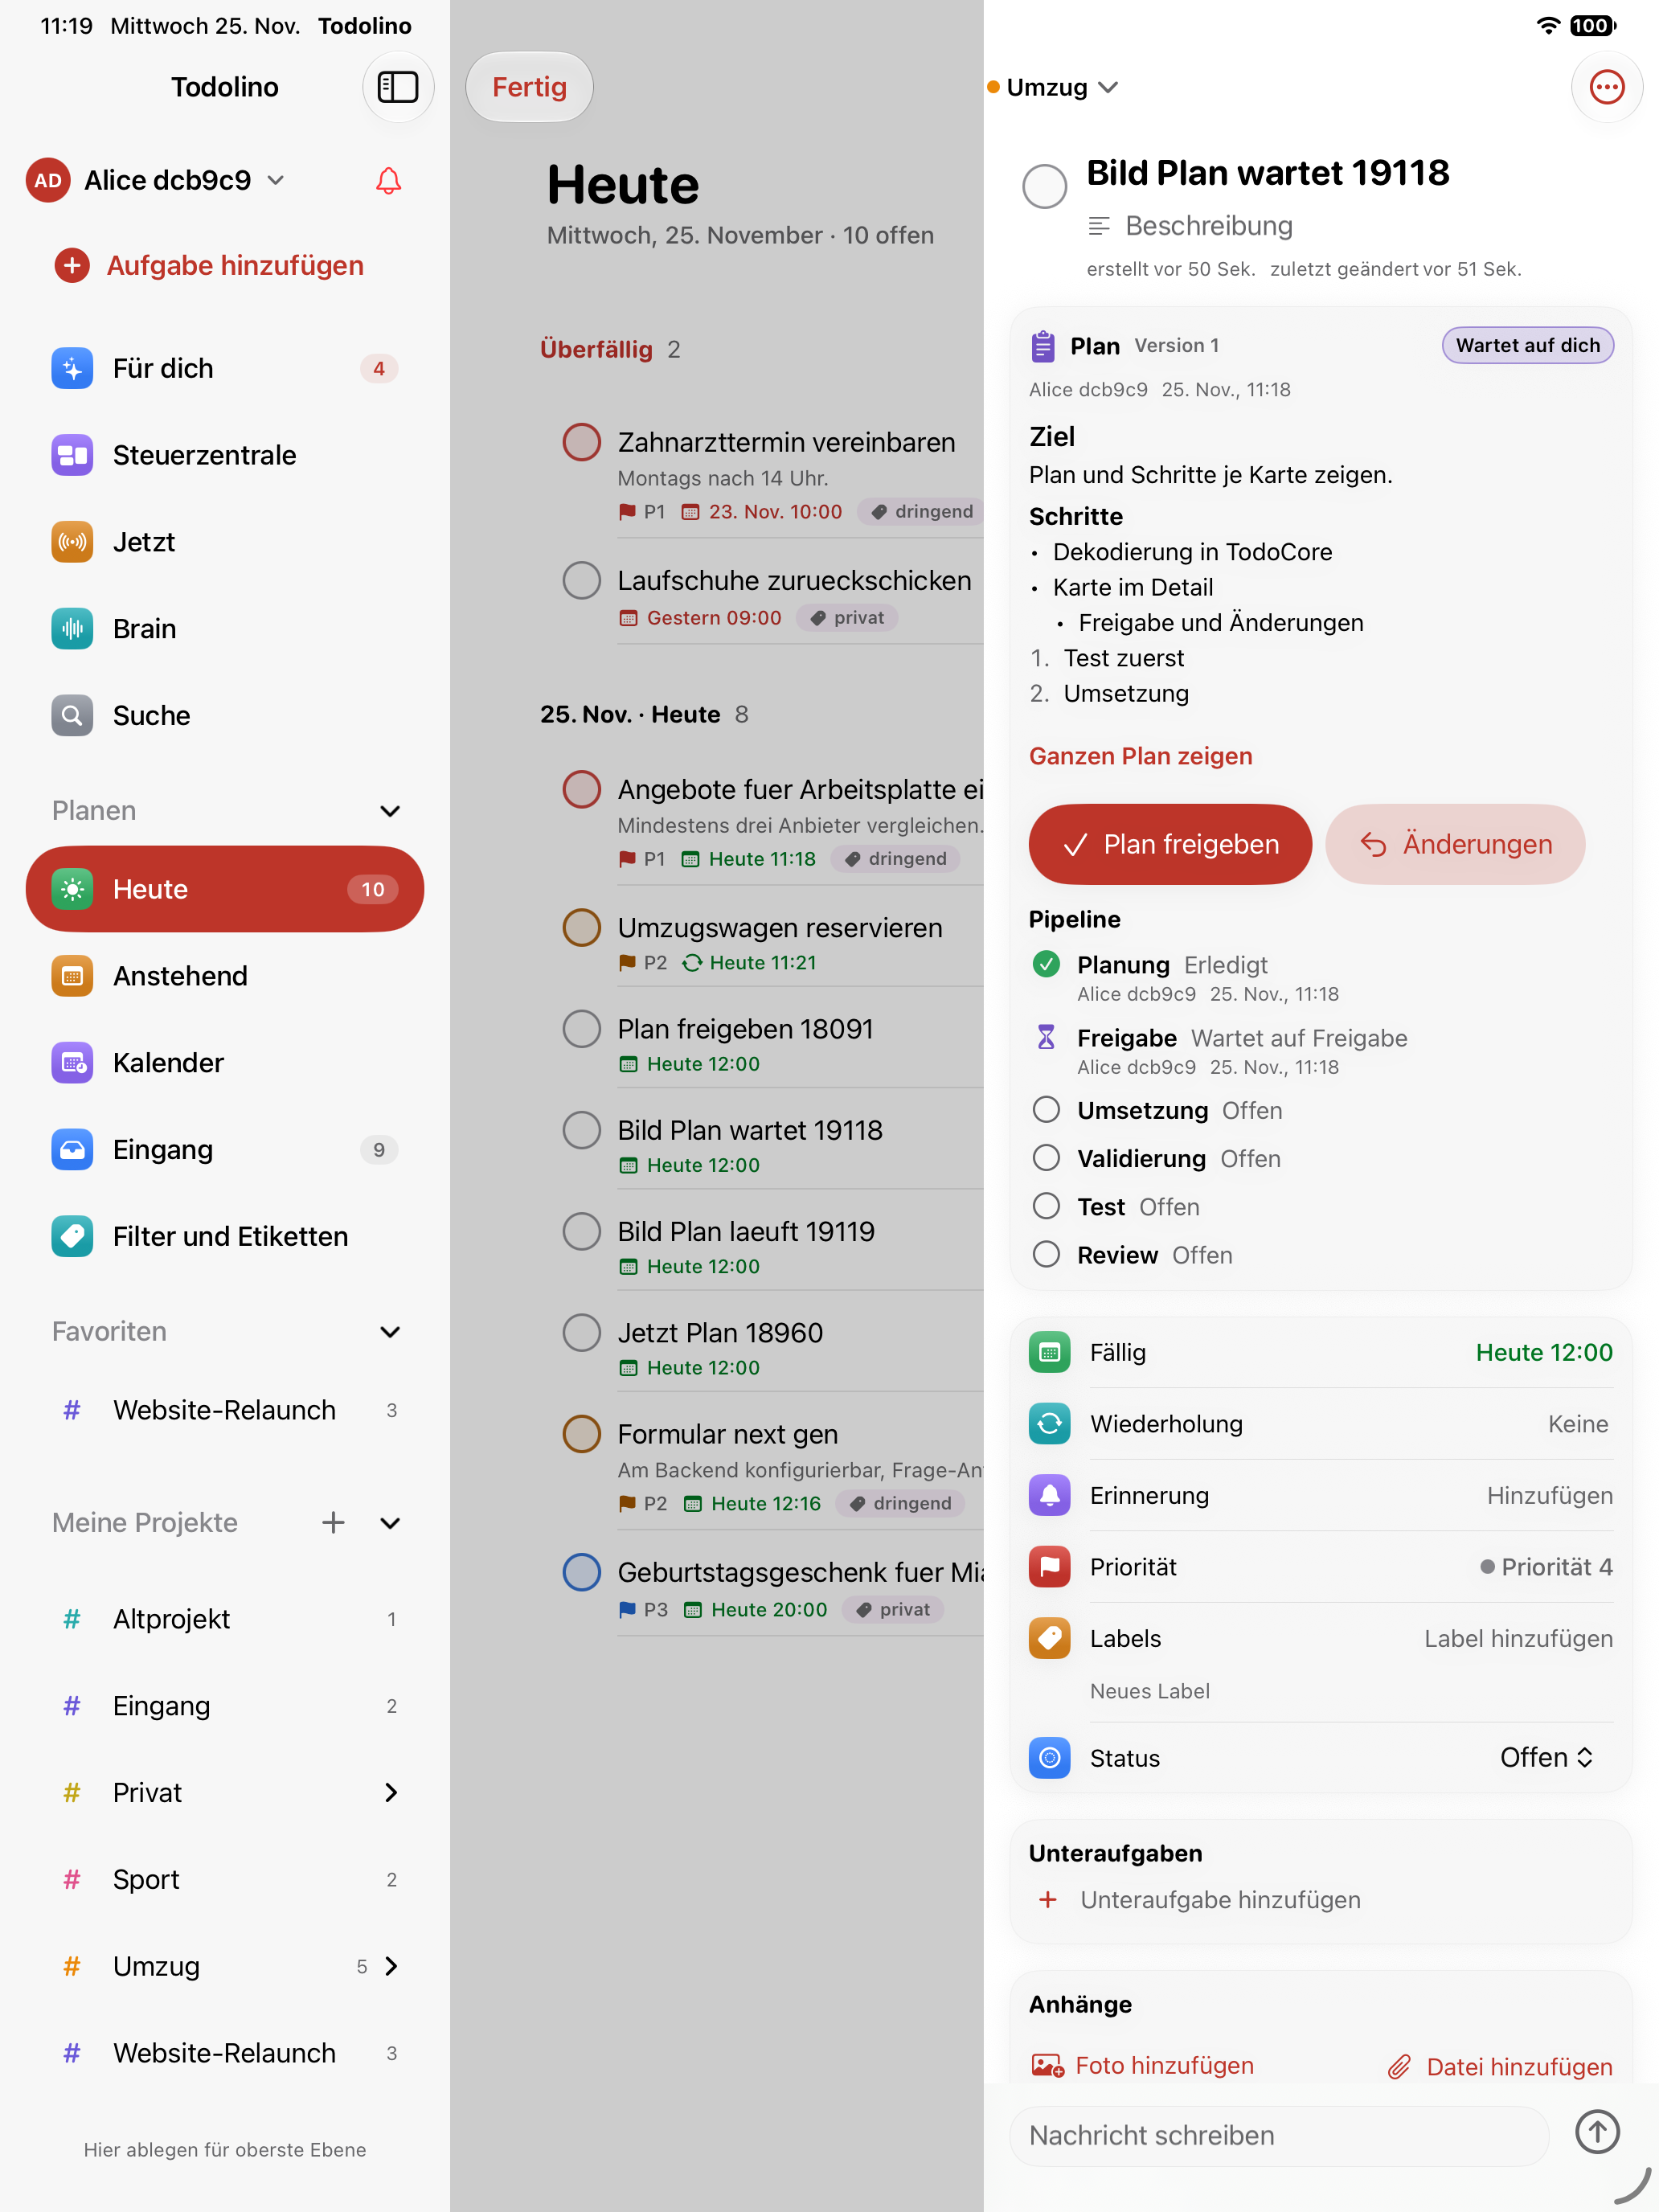 11:19 Mittwoch 25. Nov. Todolino
100
Todolino
AD Alice dcb9c9
Aufgabe hinzufügen
Für dich 4
Steuerzentrale
Jetzt
Brain
Suche
Planen
Heute 10
Anstehend
Kalender
Eingang 9
Filter und Etiketten
Favoriten
# Website-Relaunch 3
Meine Projekte
# Altprojekt 1
# Eingang 2
# Privat
# Sport 2
# Umzug 5
# Website-Relaunch 3
Hier ablegen für oberste Ebene
Fertig
Heute
Mittwoch, 25. November · 10 offen
Überfällig 2
Zahnarzttermin vereinbaren
Montags nach 14 Uhr.
P1 23. Nov. 10:00 dringend
Laufschuhe zurueckschicken
Gestern 09:00 privat
25. Nov. · Heute 8
Angebote fuer Arbeitsplatte ei
Mindestens drei Anbieter vergleichen.
P1 Heute 11:18 dringend
Umzugswagen reservieren
P2 Heute 11:21
Plan freigeben 18091
Heute 12:00
Bild Plan wartet 19118
Heute 12:00
Bild Plan laeuft 19119
Heute 12:00
Jetzt Plan 18960
Heute 12:00
Formular next gen
Am Backend konfigurierbar, Frage-An
P2 Heute 12:16 dringend
Geburtstagsgeschenk fuer Mia
P3 Heute 20:00 privat
Umzug
Bild Plan wartet 19118
Beschreibung
erstellt vor 50 Sek. zuletzt geändert vor 51 Sek.
Plan Version 1 Wartet auf dich
Alice dcb9c9 25. Nov., 11:18
Ziel
Plan und Schritte je Karte zeigen.
Schritte
• Dekodierung in TodoCore
• Karte im Detail
• Freigabe und Änderungen
1. Test zuerst
2. Umsetzung
Ganzen Plan zeigen
Plan freigeben Änderungen
Pipeline
Planung Erledigt
Alice dcb9c9 25. Nov., 11:18
Freigabe Wartet auf Freigabe
Alice dcb9c9 25. Nov., 11:18
Umsetzung Offen
Validierung Offen
Test Offen
Review Offen
Fällig Heute 12:00
Wiederholung Keine
Erinnerung Hinzufügen
Priorität Priorität 4
Labels Label hinzufügen
Neues Label
Status Offen
Unteraufgaben
+ Unteraufgabe hinzufügen
Anhänge
Foto hinzufügen Datei hinzufügen
Nachricht schreiben